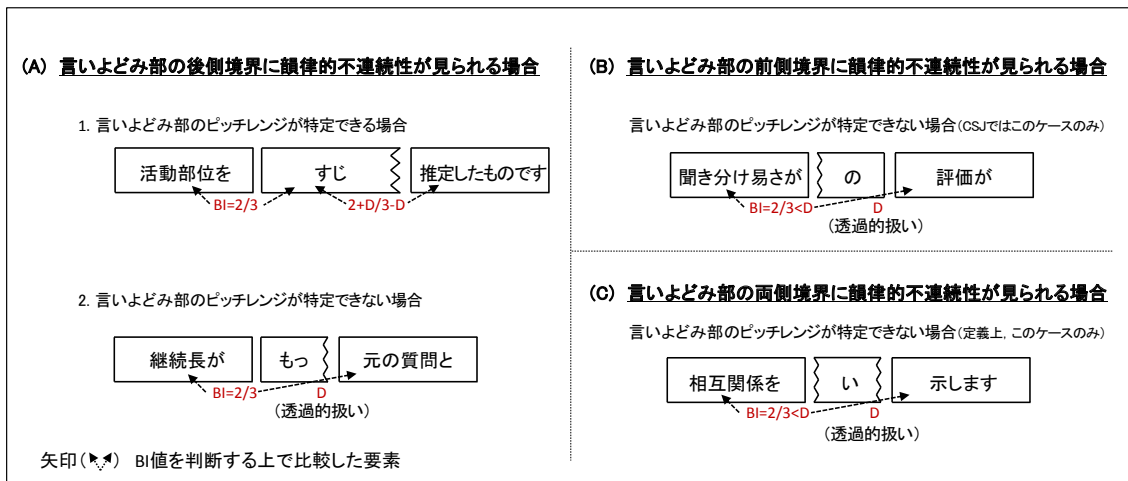 (A) 言いよどみ部の後側境界に韻律的不連続性が見られる場合
1. 言いよどみ部のピッチレンジが特定できる場合
活動部位を すじ 推定したものです
BI=2/3 2+D/3-D
2. 言いよどみ部のピッチレンジが特定できない場合
継続長が もっ 元の質問と
BI=2/3 D
(透過的扱い)
矢印( ) BI値を判断する上で比較した要素
(B) 言いよどみ部の前側境界に韻律的不連続性が見られる場合
言いよどみ部のピッチレンジが特定できない場合(CSJではこのケースのみ)
聞き分け易さが の 評価が
BI=2/3<D D
(透過的扱い)
(C) 言いよどみ部の両側境界に韻律的不連続性が見られる場合
言いよどみ部のピッチレンジが特定できない場合(定義上, このケースのみ)
相互関係を い 示します
BI=2/3<D D
(透過的扱い)